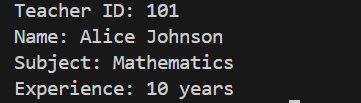 Teacher ID: 101
Name: Alice Johnson
Subject: Mathematics
Experience: 10 years